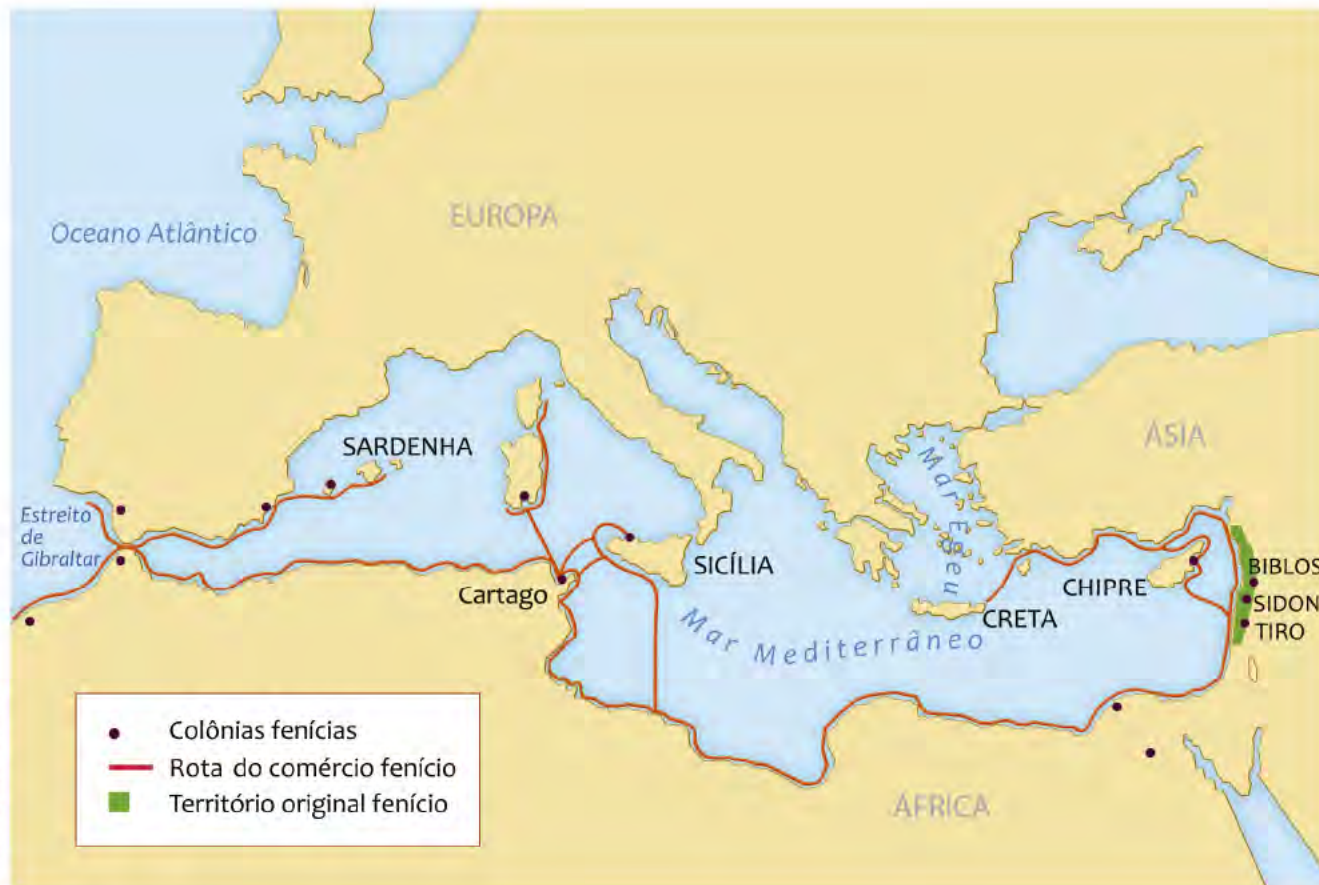 EUROPA
Oceano Atlântico
ÁSIA
SARDENHA
Mar Egeu
Estreito
de
Gibraltar
BIBLOS
SICÍLIA
CHIPRE
Cartago
SIDON
CRETA
TIRO
Mar Mediterrâneo
Colônias fenícias
Rota do comércio fenício
Território original fenício
ÁFRICA